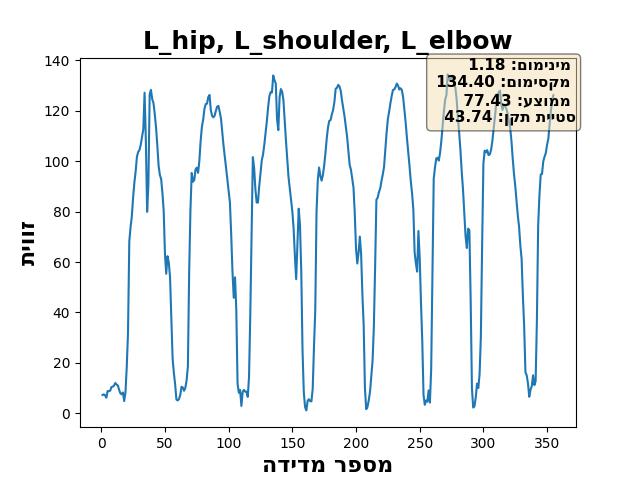 L_hip, L_shoulder, L_elbow
מינימום: 1.18
מקסימום: 134.40
ממוצע: 77.43
סטיית תקן: 43.74
זווית
140
120
100
80
60
40
20
0
0 50 100 150 200 250 300 350
מספר מדידה